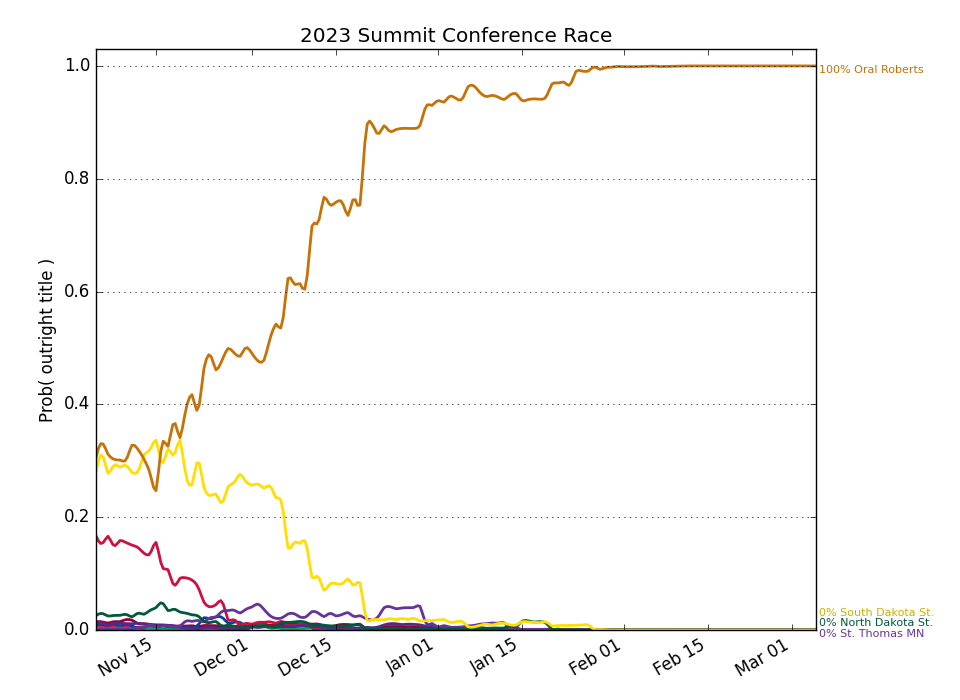 2023 Summit Conference Race
1.0
100% Oral Roberts
0.8
0.6
Prob( outright title )
0.4
0.2
0% South Dakota St.
0% North Dakota St.
0.0
0% St. Thomas MN
Nov 15
Dec 01
Dec 15
Jan 01
Jan 15
Feb 01
Feb 15
Mar 01